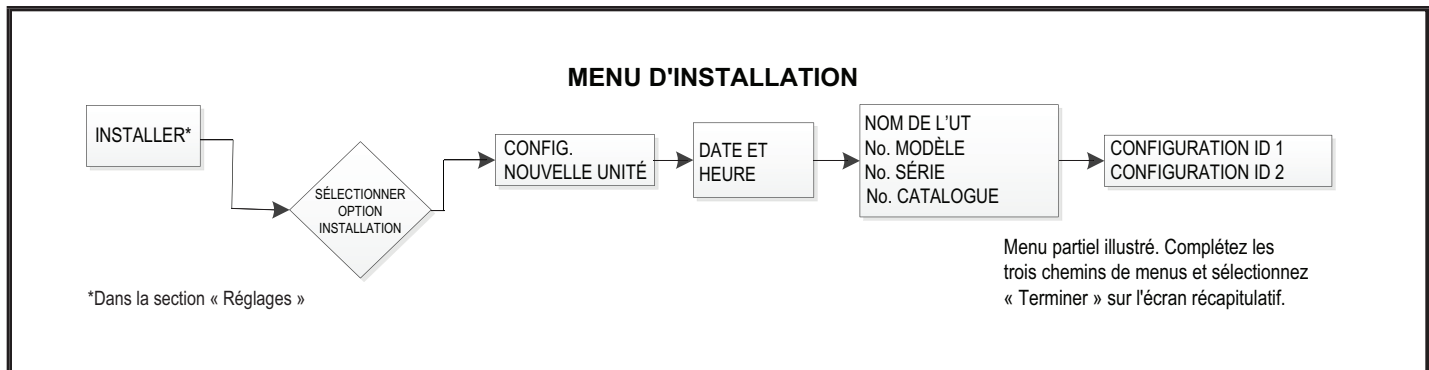 MENU D'INSTALLATION
INSTALLER*
SÉLECTIONNER
OPTION
INSTALLATION
CONFIG.
NOUVELLE UNITÉ
DATE ET
HEURE
NOM DE L'UT
No. MODÈLE
No. SÉRIE
No. CATALOGUE
CONFIGURATION ID 1
CONFIGURATION ID 2
Menu partiel illustré. Complétez les
trois chemins de menus et sélectionnez
« Terminer » sur l'écran récapitulatif.
*Dans la section « Réglages »